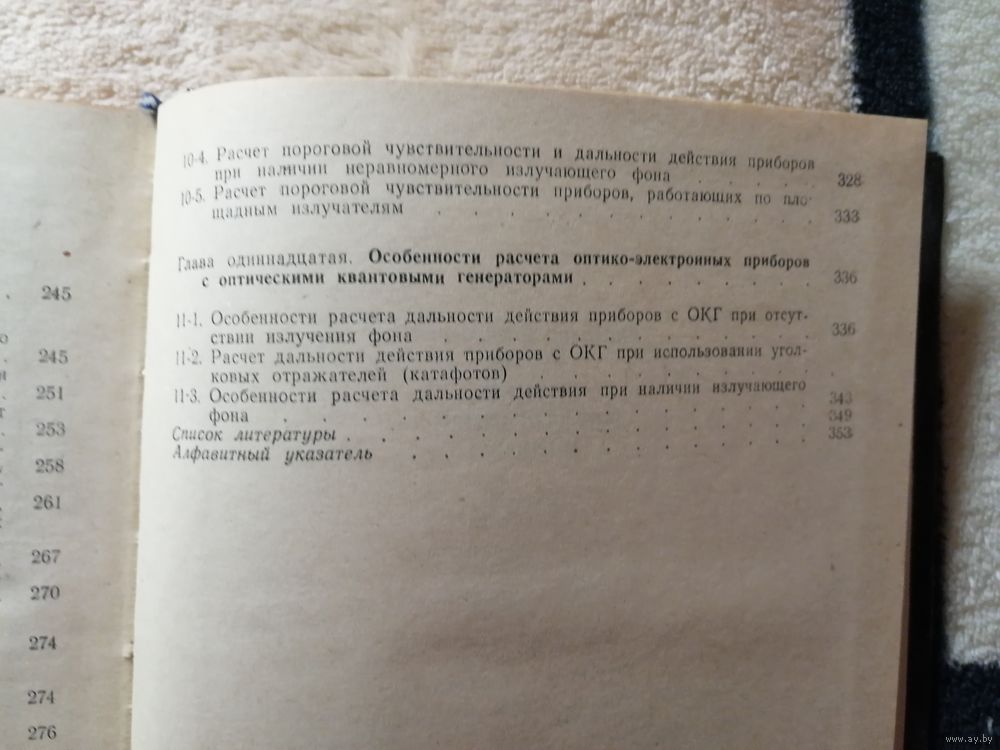 245
245
251
253
258
261
267
270
274
274
276
10-4. Расчет пороговой чувствительности и дальности действия приборов
при наличии неравномерного излучающего фона . . . . . 328
10-5. Расчет пороговой чувствительности приборов, работающих по пло-
щадным излучателям . . . . . . . . . . . 333
Глава одиннадцатая. Особенности расчета оптико-электронных приборов
с оптическими квантовыми генераторами . . . . . . . 336
11-1. Особенности расчета дальности действия приборов с ОКГ при отсут-
ствии излучения фона . . . . . . . . . . . 336
11-2. Расчет дальности действия приборов с ОКГ при использовании угол-
ковых отражателей (катафотов) . . . . . . . .
11-3. Особенности расчета дальности действия при наличии излучающего 343
фона . . . . . . . . . . . . . . . 349
Список литературы . . . . . . . . . . . . . 353
Алфавитный указатель . . . . . . . . . . .
www.ay.by